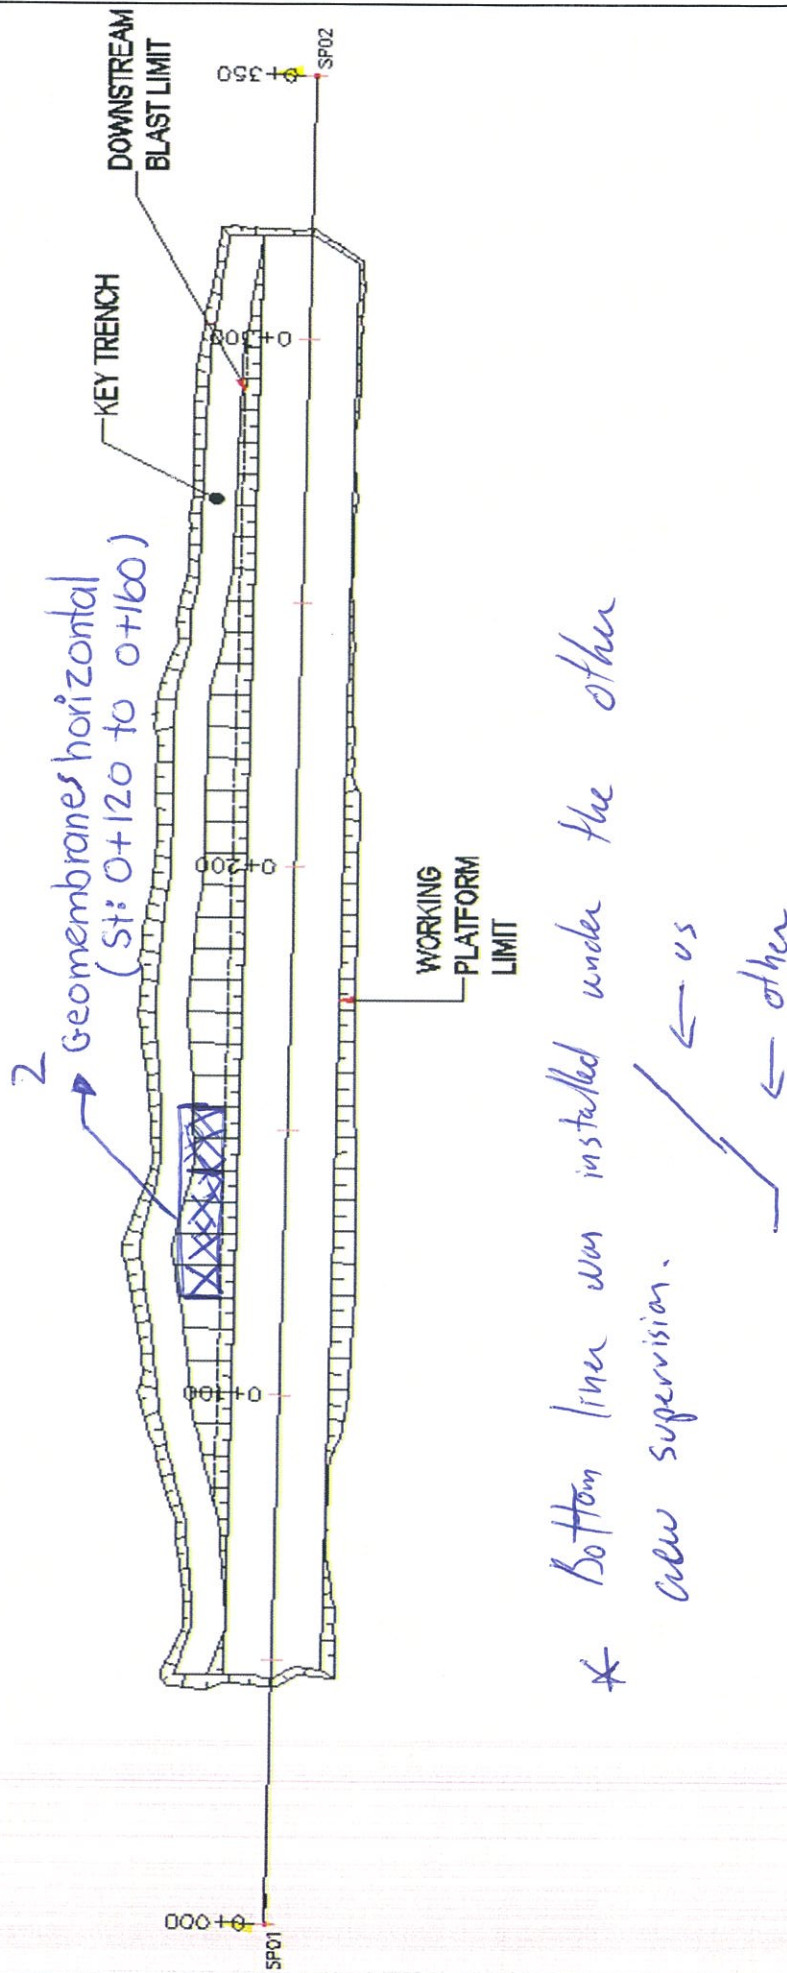 2
Geomembranes horizontal
(St: 0+120 to 0+160)
KEY TRENCH
DOWNSTREAM
BLAST LIMIT
0+000
SP01
0+100
0+200
0+300
0+350
SP02
WORKING
PLATFORM
LIMIT
* Bottom liner was installed under the other
crew supervision.
← us
← other